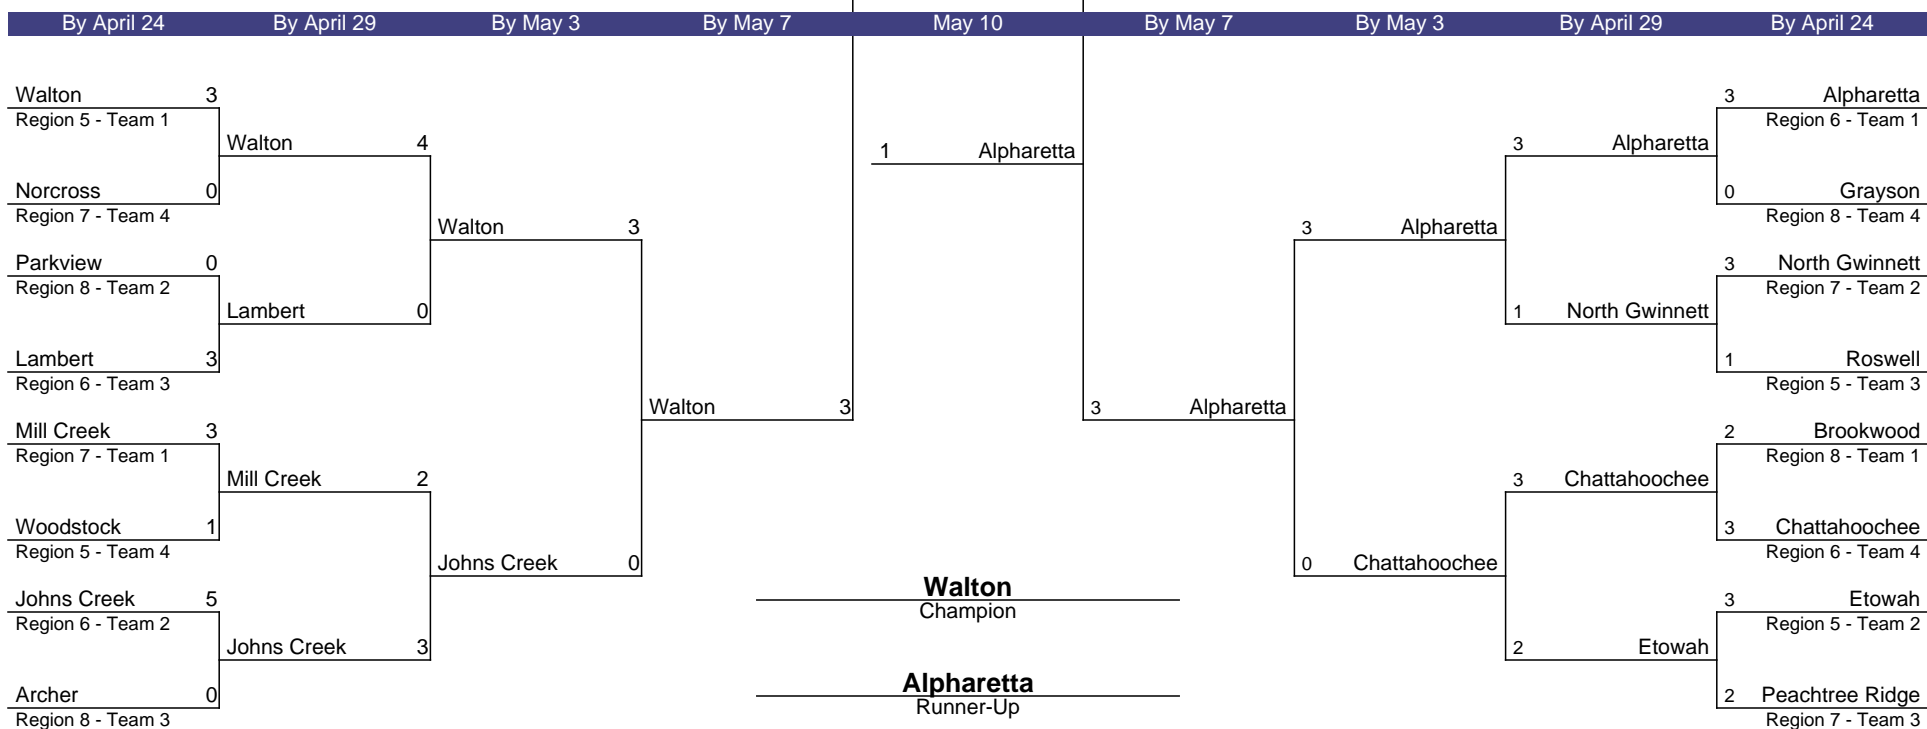 By April 24 By April 29 By May 3 By May 7 May 10 By May 7 By May 3 By April 29 By April 24
Walton 3
Region 5 - Team 1
Walton 4
Norcross 0
Region 7 - Team 4
Walton 3
Parkview 0
Region 8 - Team 2
Lambert 0
Lambert 3
Region 6 - Team 3
Walton 3
Mill Creek 3
Region 7 - Team 1
Mill Creek 2
Woodstock 1
Region 5 - Team 4
Johns Creek 0
Johns Creek 5
Region 6 - Team 2
Johns Creek 3
Archer 0
Region 8 - Team 3
1 Alpharetta
Walton
Champion
Alpharetta
Runner-Up
3 Alpharetta
3 Alpharetta
0 Chattahoochee
3 Alpharetta
1 North Gwinnett
3 Chattahoochee
2 Etowah
3 Alpharetta
Region 6 - Team 1
0 Grayson
Region 8 - Team 4
3 North Gwinnett
Region 7 - Team 2
1 Roswell
Region 5 - Team 3
2 Brookwood
Region 8 - Team 1
3 Chattahoochee
Region 6 - Team 4
3 Etowah
Region 5 - Team 2
2 Peachtree Ridge
Region 7 - Team 3